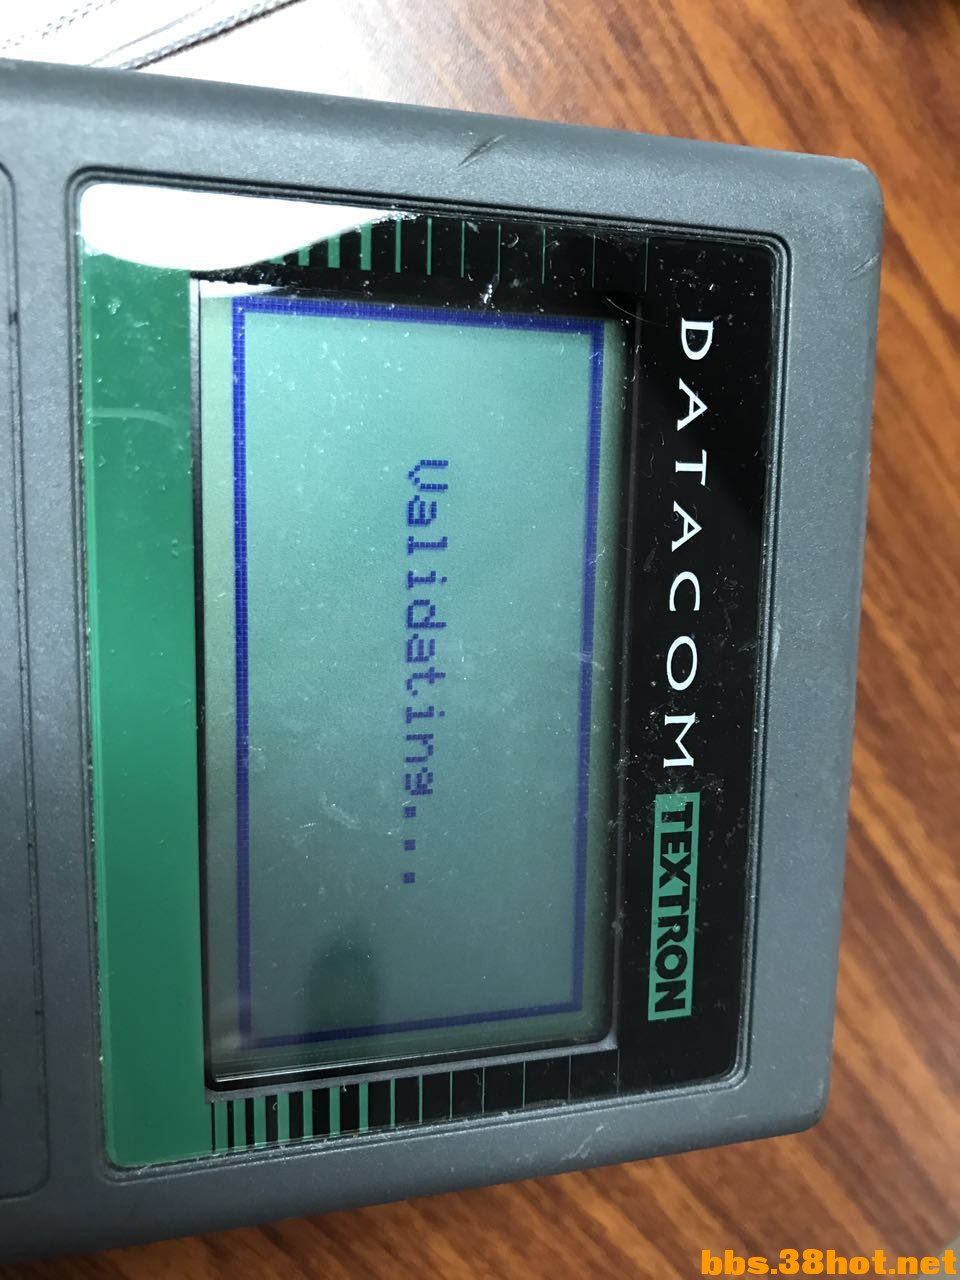 DATACOM TEXTRON
Validating...
bbs.38hot.net